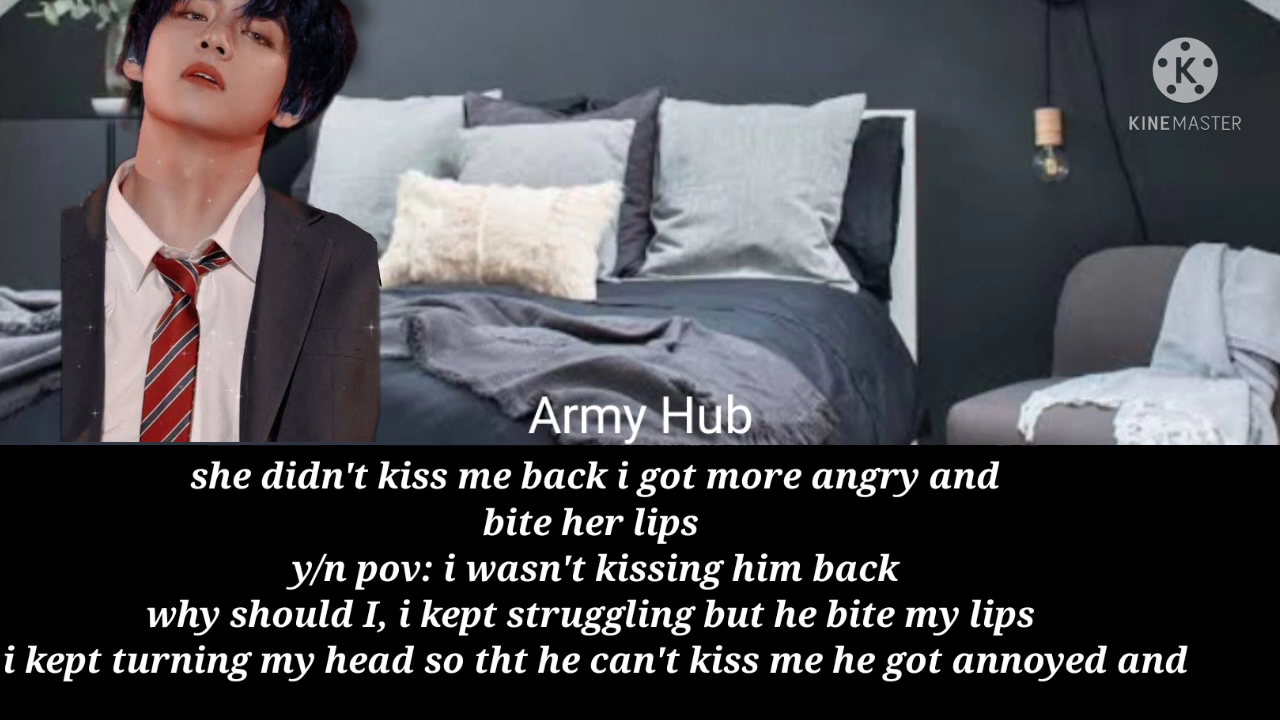 K
KINEMASTER
Army Hub
she didn't kiss me back i got more angry and
bite her lips
y/n pov: i wasn't kissing him back
why should I, i kept struggling but he bite my lips
i kept turning my head so tht he can't kiss me he got annoyed and